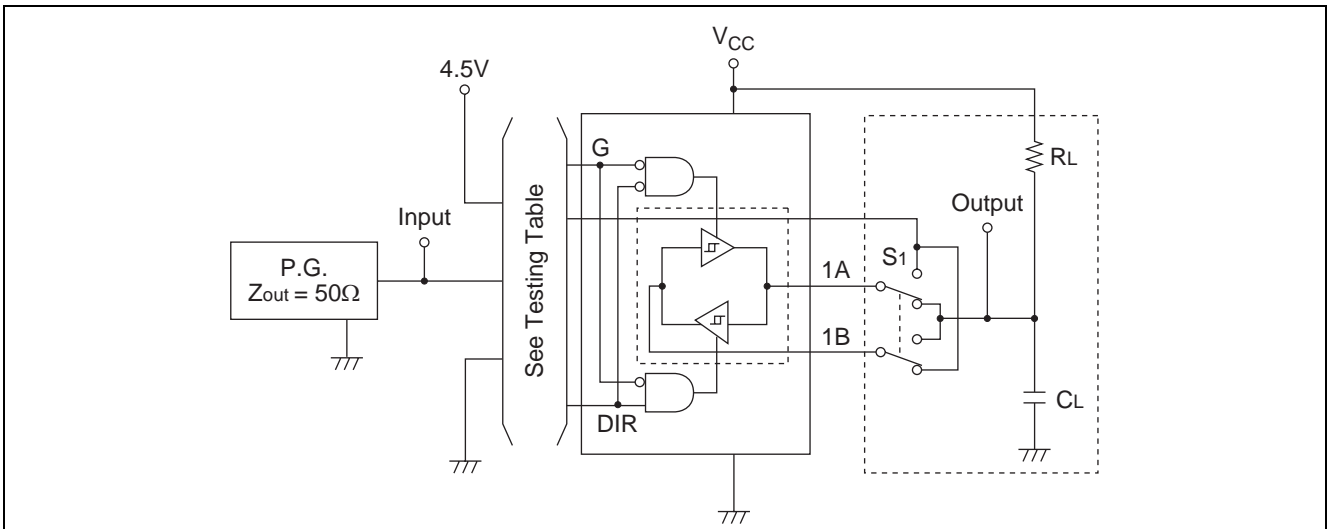 VCC
4.5V
G
Input
See Testing Table
P.G.
Zout = 50Ω
DIR
1A
1B
S1
Output
RL
CL